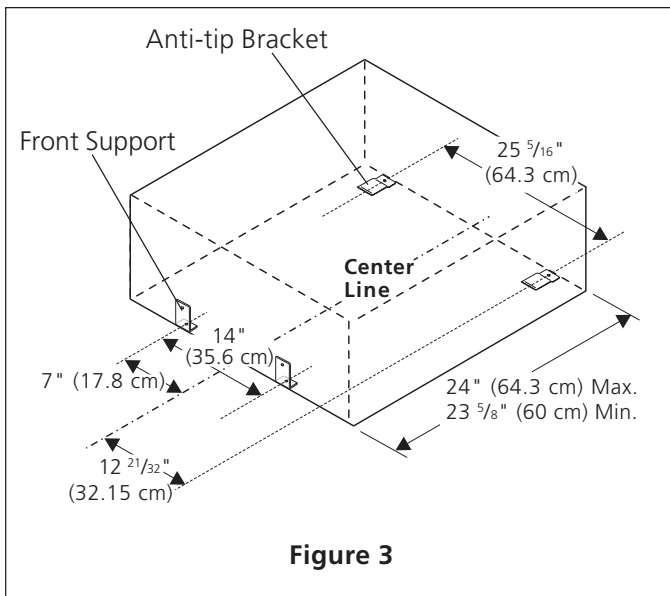 Anti-tip Bracket
Front Support
25 5/16"
(64.3 cm)
Center
Line
14"
(35.6 cm)
7" (17.8 cm)
24" (64.3 cm) Max.
23 5/8" (60 cm) Min.
12 21/32"
(32.15 cm)
Figure 3